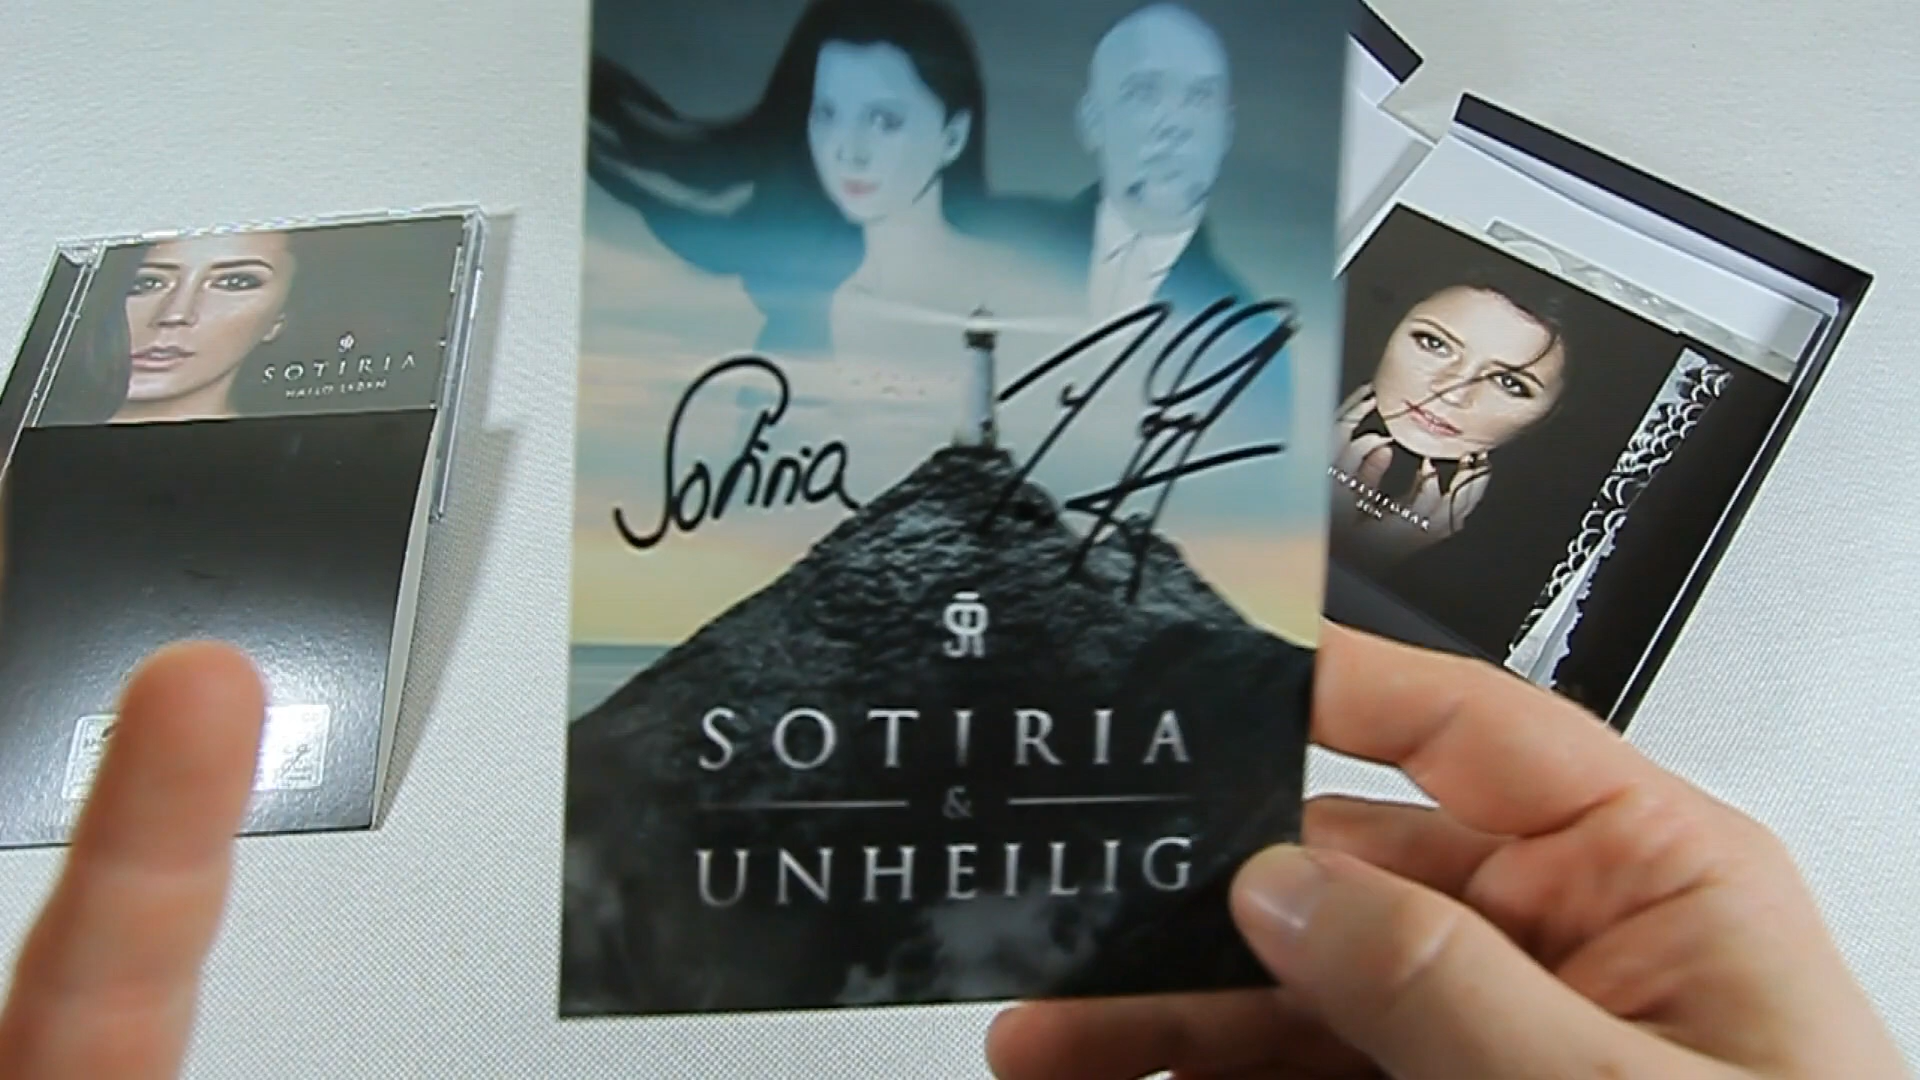 SOTIRIA
HALLO LEBEN
Sotiria
SOTIRIA
&
UNHEILIG
UNBESIEGBAR
SEIN